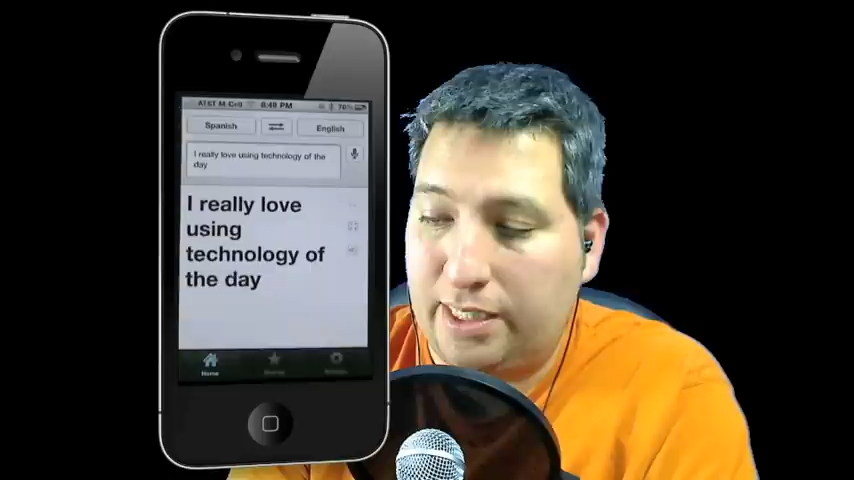 AT&T M-Cell 8:49 PM 76%
Spanish English
I really love using technology of the
day
I really love
using
technology of
the day
Home